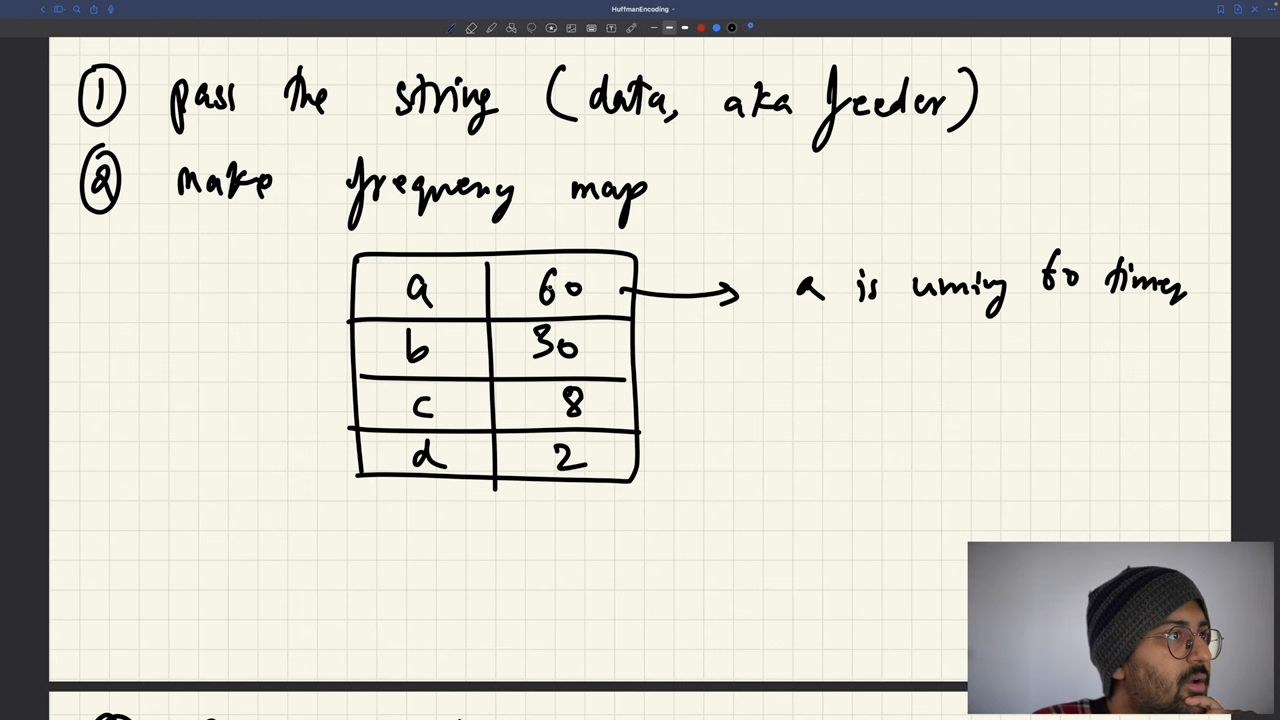 HuffmanEncoding
① pass the string (data, aka feeder)
② make frequency map
a 60 → a is coming 60 times
b 30
c 8
d 2